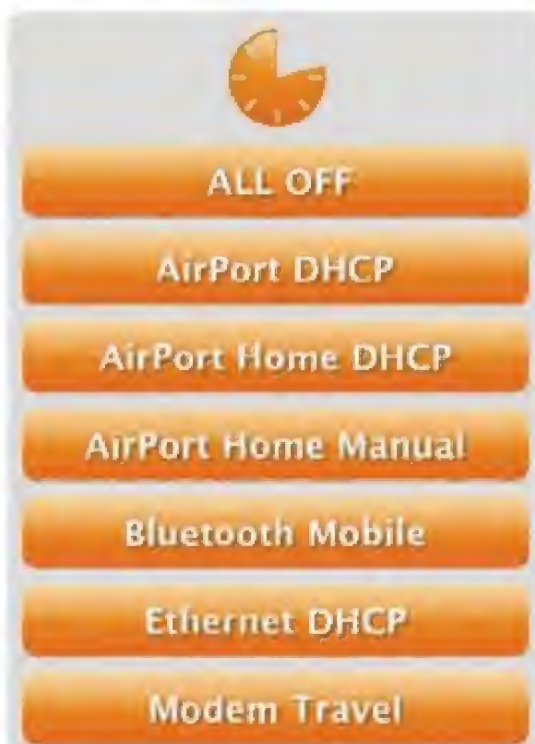 ALL OFF
AirPort DHCP
AirPort Home DHCP
AirPort Home Manual
Bluetooth Mobile
Ethernet DHCP
Modem Travel